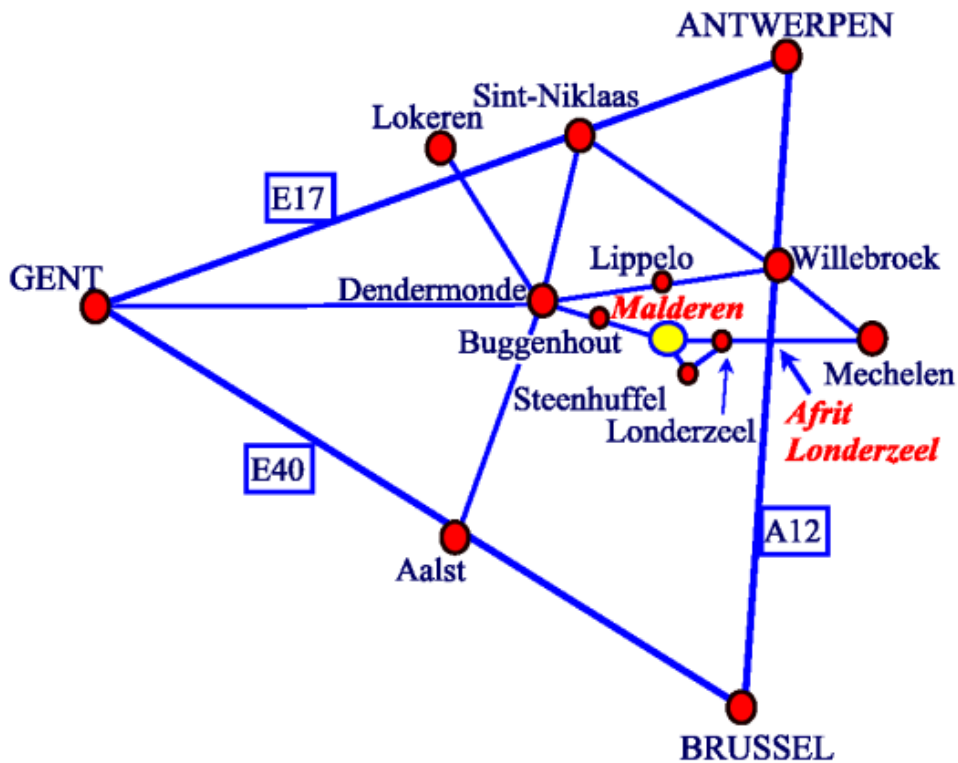 ANTWERPEN
Sint-Niklaas
Lokeren
E17
GENT
Lippelo
Willebroek
Dendermonde
Malderen
Buggenhout
Mechelen
Steenhuffel
Londerzeel
Afrit
Londerzeel
E40
A12
Aalst
BRUSSEL